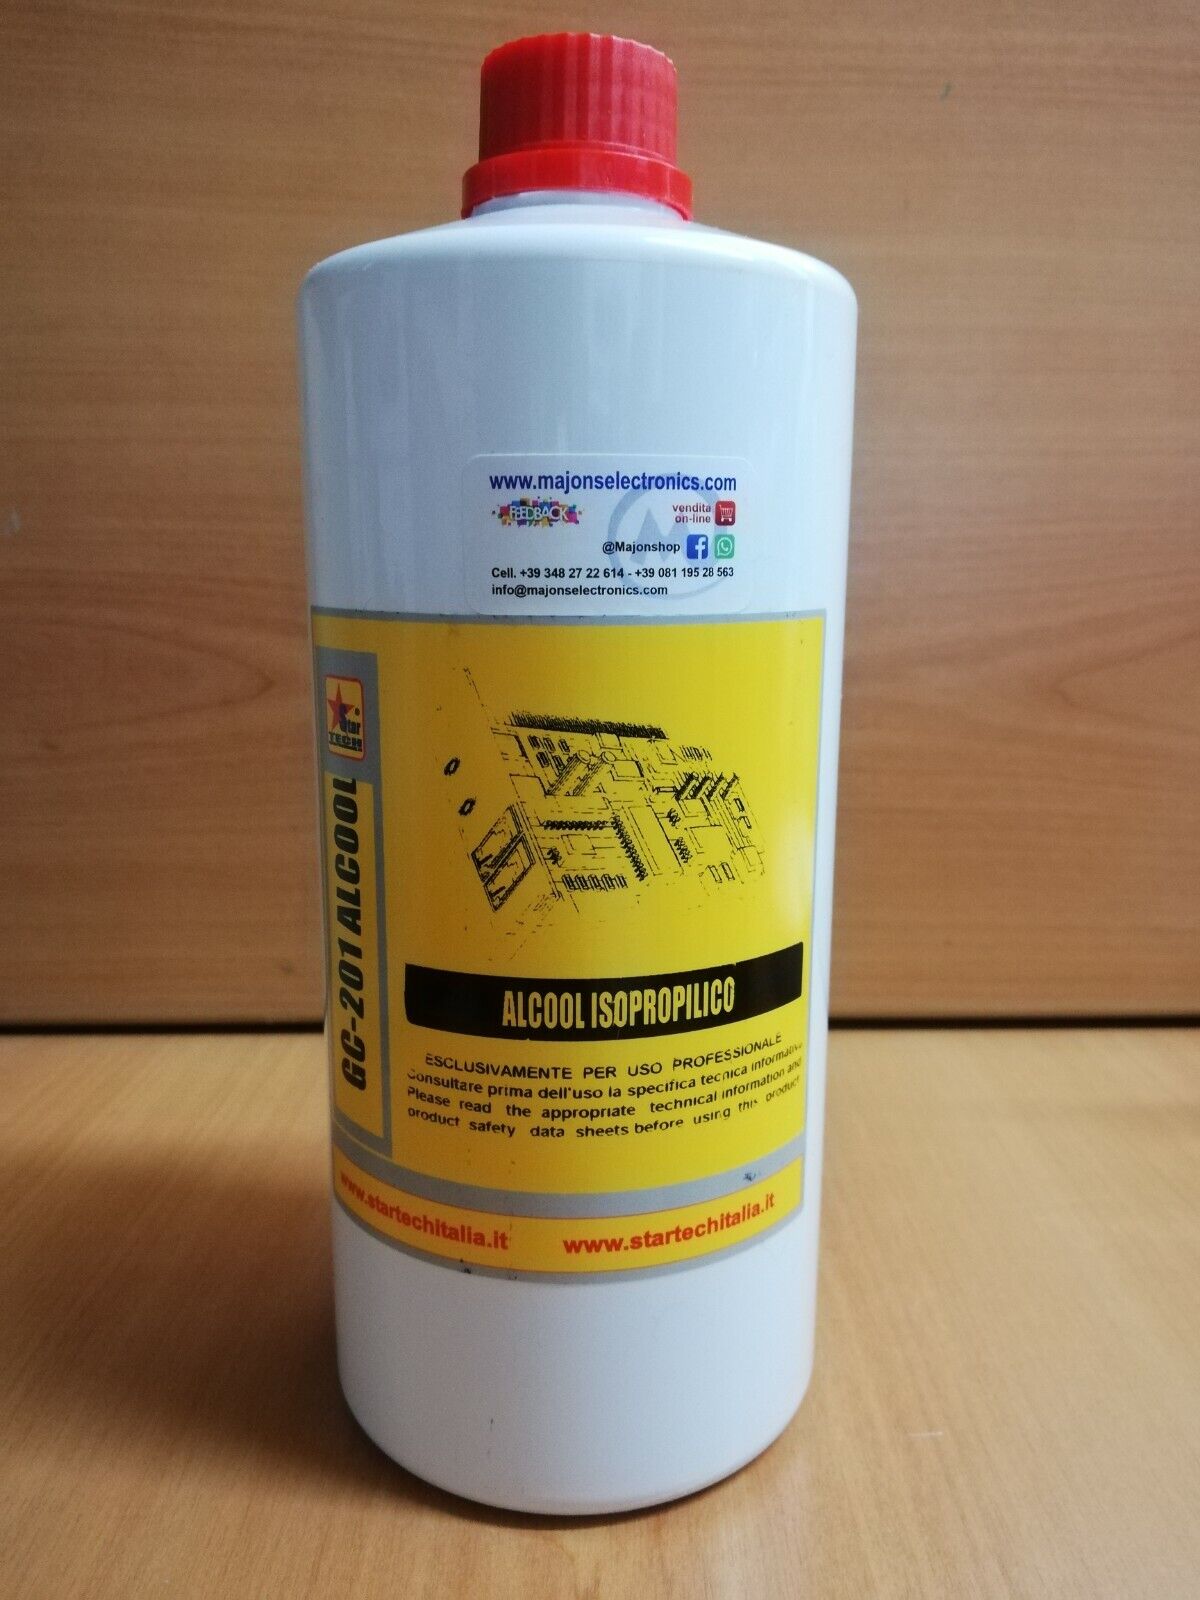 www.majonselectronics.com
FEEDBACK
vendita
on-line
@Majonshop
Cell. +39 348 27 22 614 - +39 081 195 28 563
info@majonselectronics.com
Star
TECH
GC-201 ALCOOL
ALCOOL ISOPROPILICO
ESCLUSIVAMENTE PER USO PROFESSIONALE
Consultare prima dell'uso la specifica tecnica informativa
Please read the appropriate technical information and
product safety data sheets before using this product
www.startechitalia.it www.startechitalia.it